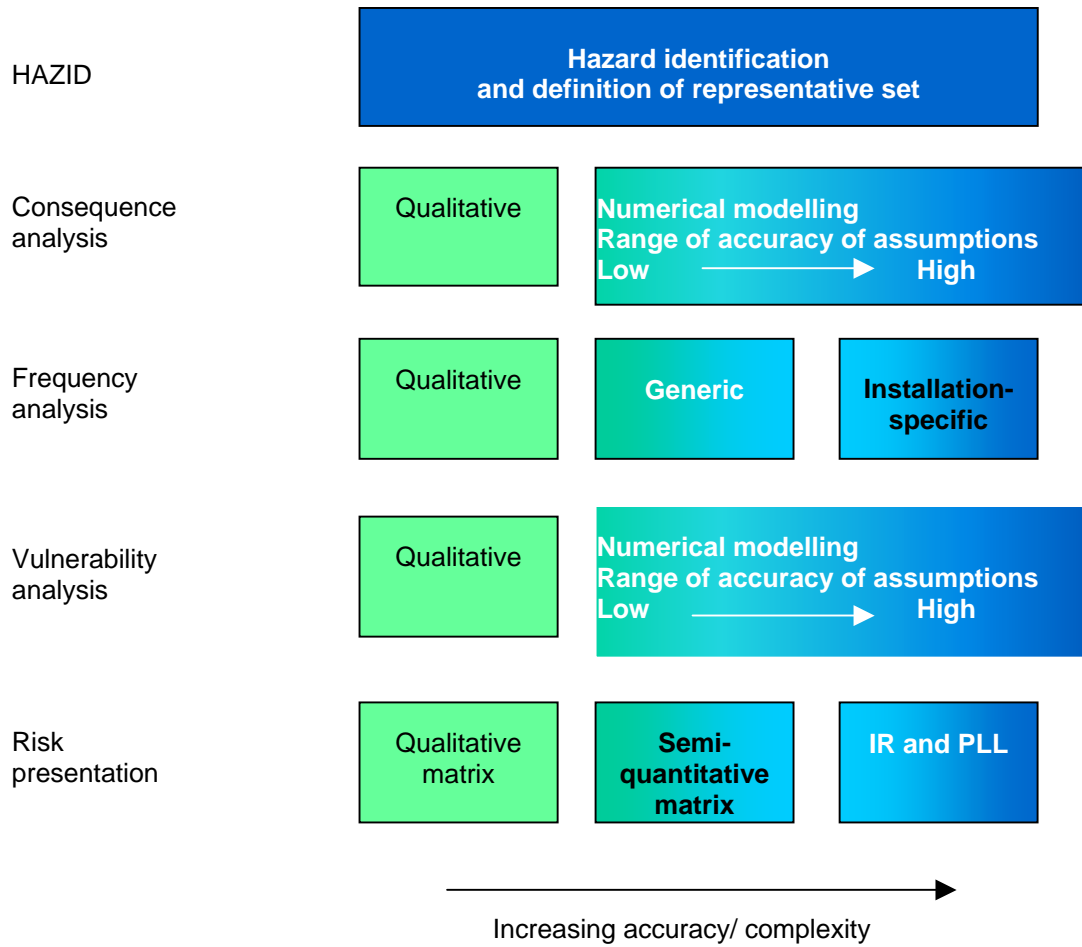 HAZID
Hazard identification
and definition of representative set
Consequence
analysis
Qualitative
Numerical modelling
Range of accuracy of assumptions
Low High
Frequency
analysis
Qualitative
Generic
Installation-
specific
Vulnerability
analysis
Qualitative
Numerical modelling
Range of accuracy of assumptions
Low High
Risk
presentation
Qualitative
matrix
Semi-
quantitative
matrix
IR and PLL
Increasing accuracy/ complexity